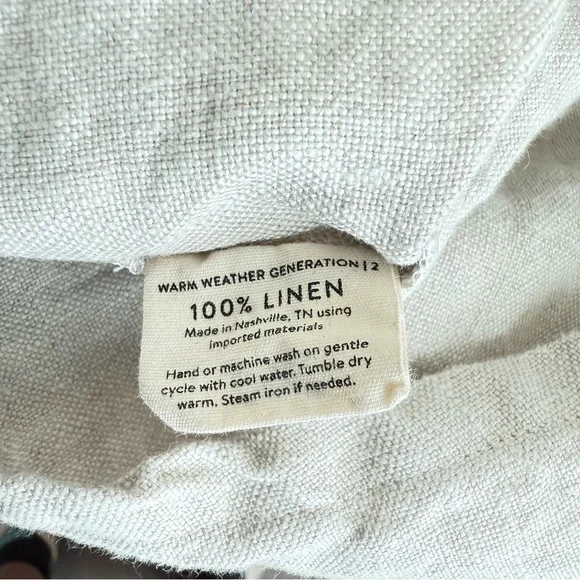 WARM WEATHER GENERATION | 2
100% LINEN
Made in Nashville, TN using
imported materials
Hand or machine wash on gentle
cycle with cool water. Tumble dry
warm. Steam iron if needed.